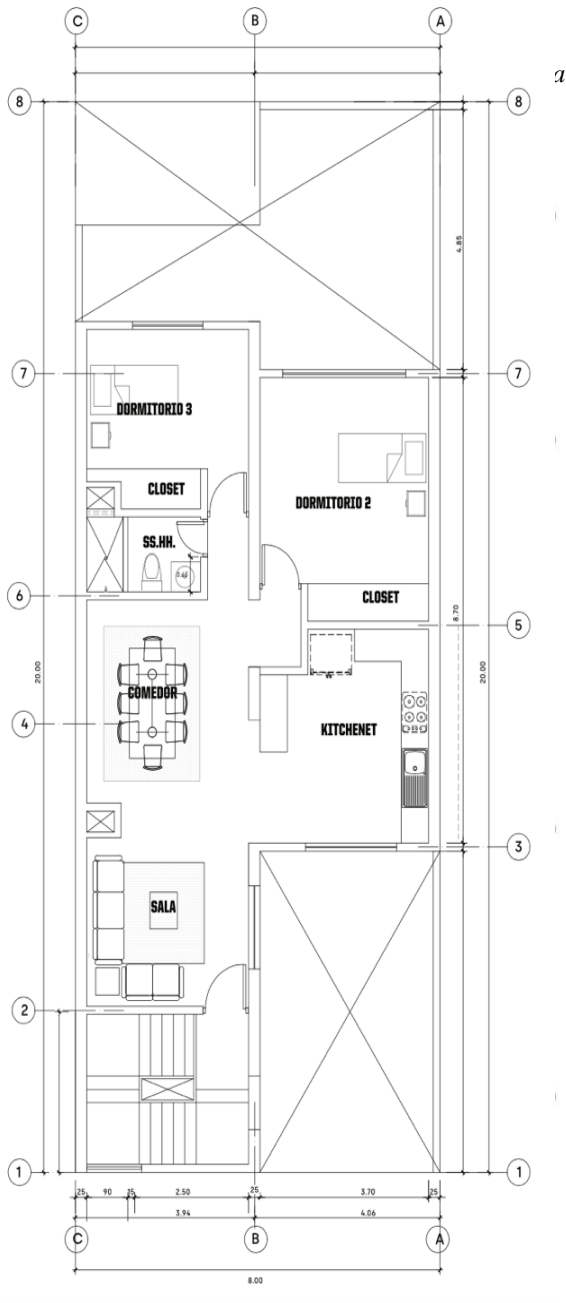 C
B
A
a
8
8
4.85
7
7
DORMITORIO 3
CLOSET
DORMITORIO 2
SS.HH.
6
CLOSET
5
8.70
20.00
20.00
COMEDOR
4
KITCHENET
3
SALA
2
1
1
25
90
15
2.50
25
3.70
25
3.94
4.06
C
B
A
8.00